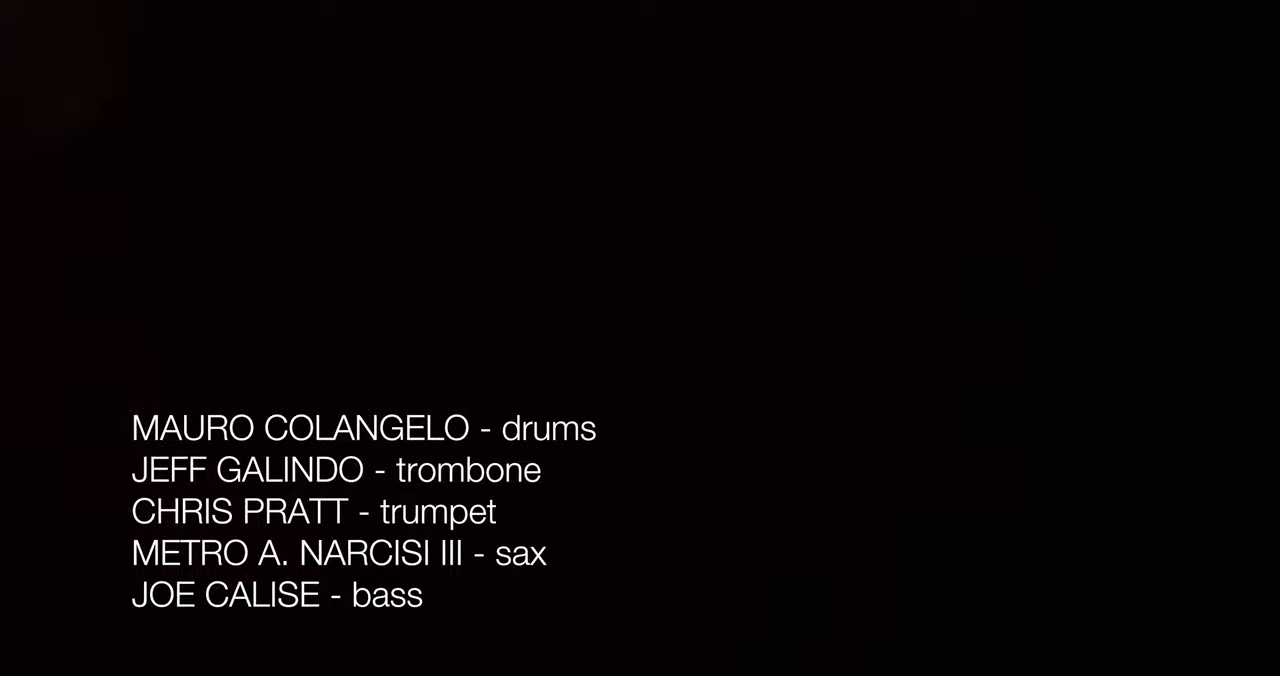 MAURO COLANGELO - drums
JEFF GALINDO - trombone
CHRIS PRATT - trumpet
METRO A. NARCISI III - sax
JOE CALISE - bass